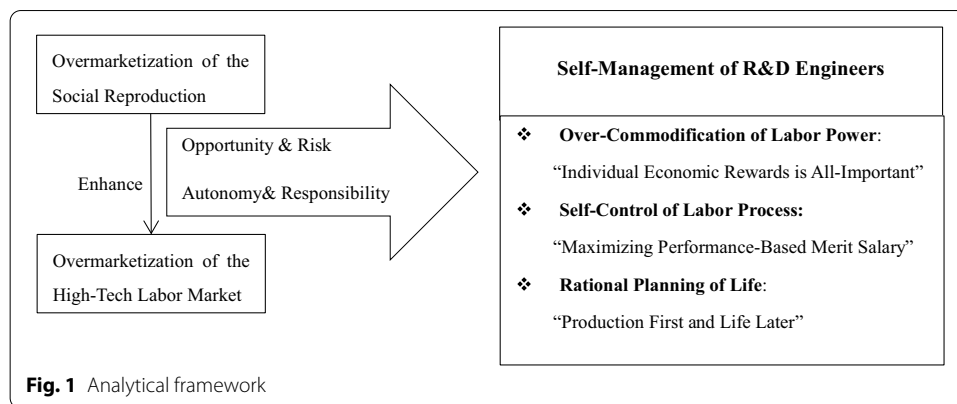 Overmarketization of the
Social Reproduction
Enhance
Overmarketization of the
High-Tech Labor Market
Opportunity & Risk
Autonomy& Responsibility
Self-Management of R&D Engineers
❖ Over-Commodification of Labor Power:
“Individual Economic Rewards is All-Important”
❖ Self-Control of Labor Process:
“Maximizing Performance-Based Merit Salary”
❖ Rational Planning of Life:
“Production First and Life Later”
Fig. 1 Analytical framework